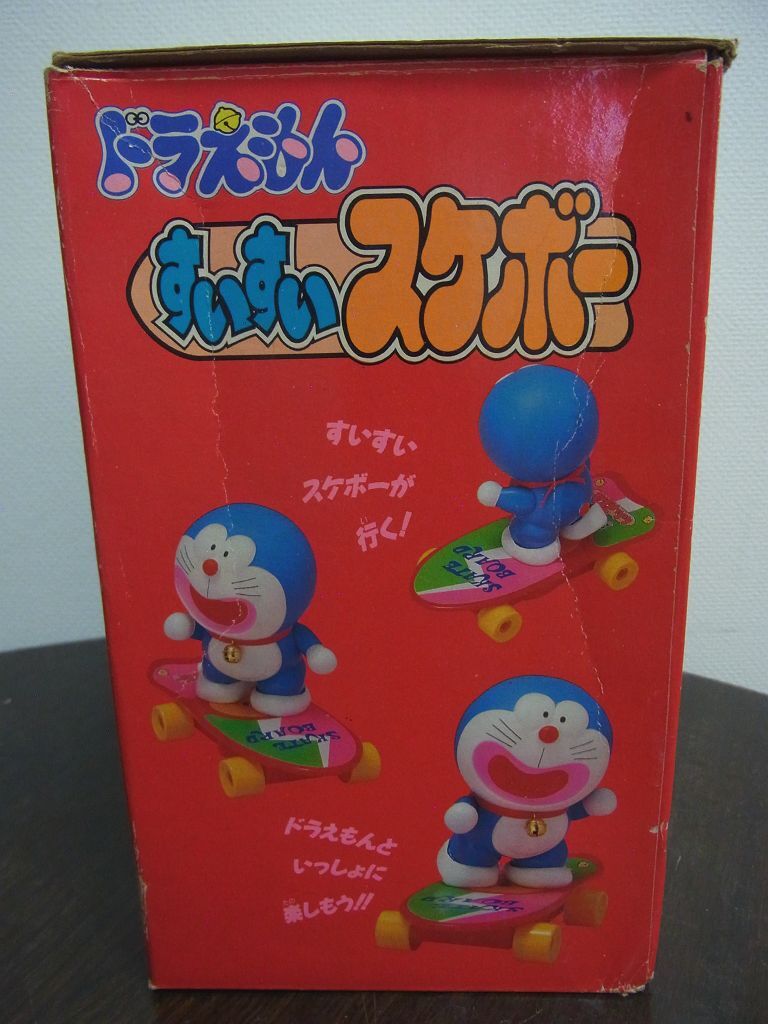 ドラえもん
すいすいスケボー
すいすい
スケボーが
行く!
SKATE
BOARD
SKATE
BOARD
ドラえもんと
いっしょに
楽しもう!!